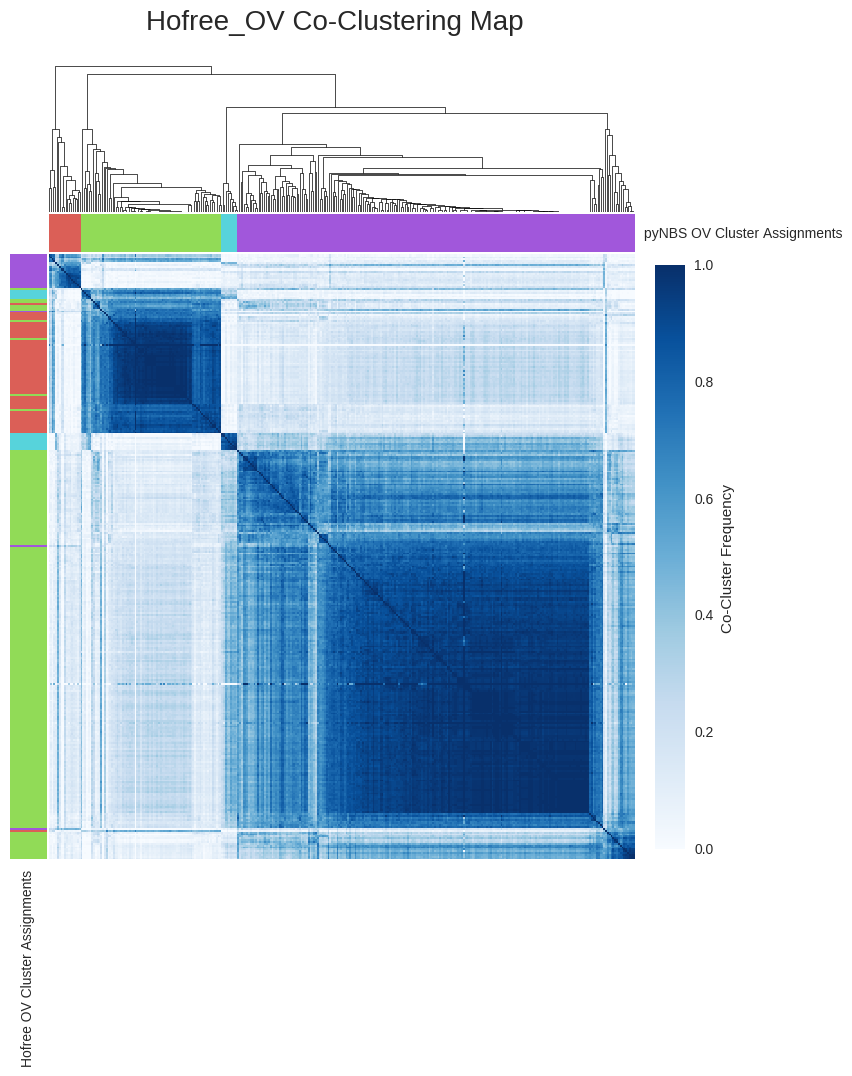 Hofree_OV Co-Clustering Map
pyNBS OV Cluster Assignments
1.0
0.8
0.6
0.4
0.2
0.0
Co-Cluster Frequency
Hofree OV Cluster Assignments